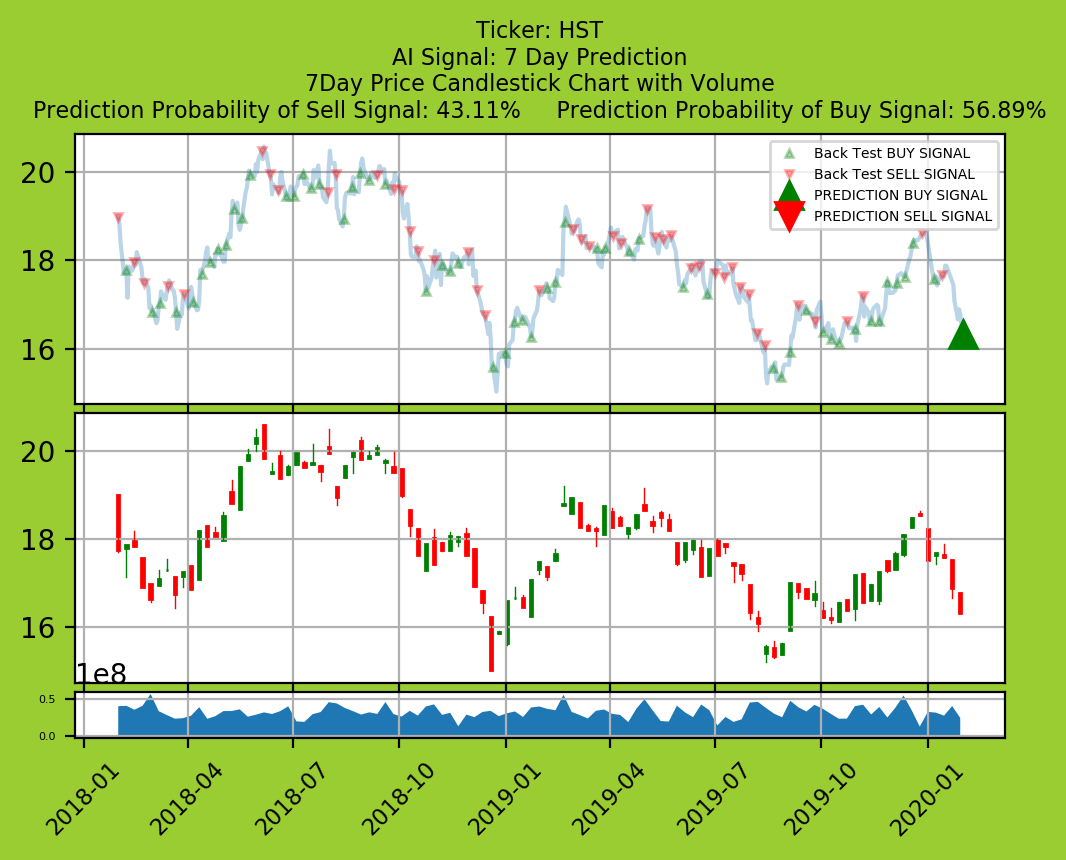 Ticker: HST
AI Signal: 7 Day Prediction
7Day Price Candlestick Chart with Volume
Prediction Probability of Sell Signal: 43.11%     Prediction Probability of Buy Signal: 56.89%
Back Test BUY SIGNAL
Back Test SELL SIGNAL
PREDICTION BUY SIGNAL
PREDICTION SELL SIGNAL
20
18
16
20
18
16
1e8
0.5
0.0
2018-01
2018-04
2018-07
2018-10
2019-01
2019-04
2019-07
2019-10
2020-01